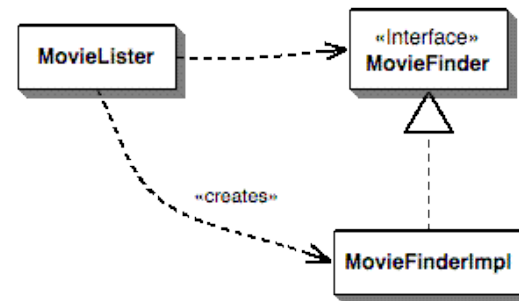 MovieLister
«Interface»
MovieFinder
«creates»
MovieFinderImpl